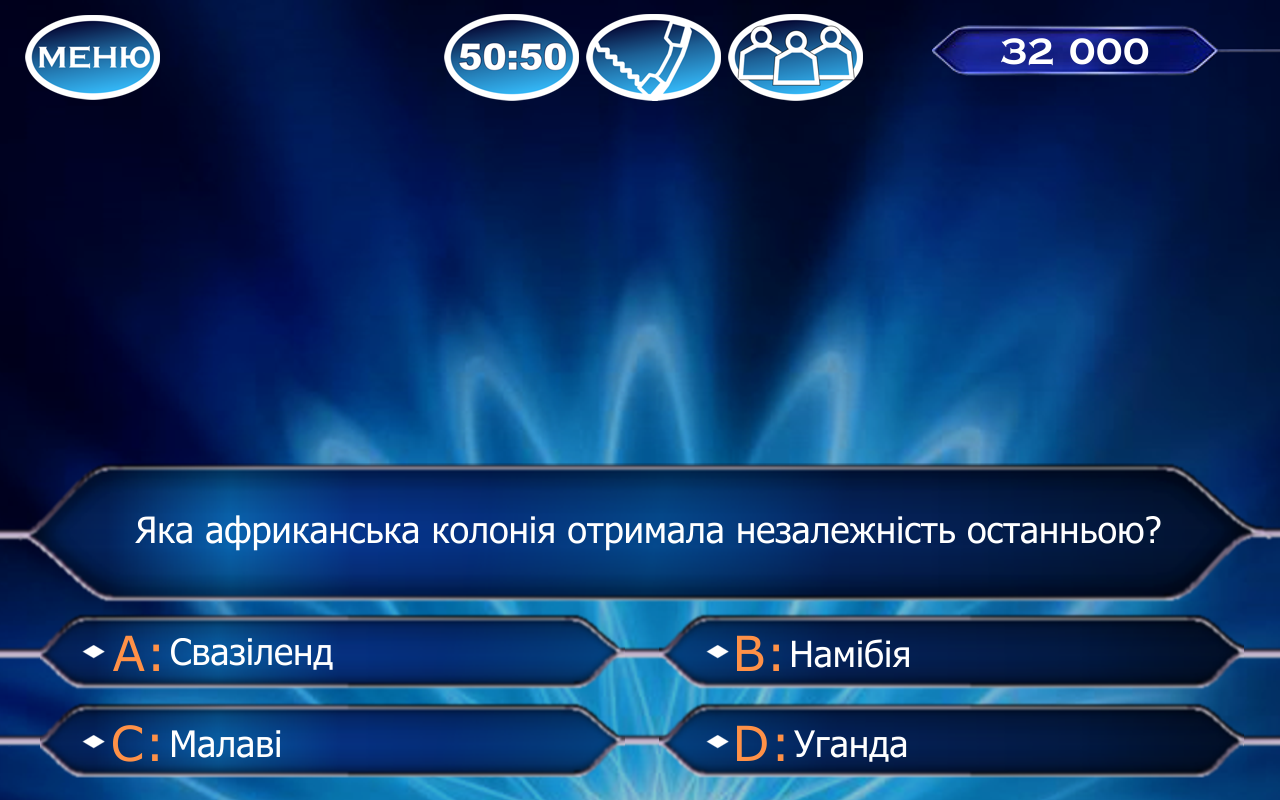 МЕНЮ
50:50
32 000
Яка африканська колонія отримала незалежність останньою?
A: Свазіленд
B: Намібія
C: Малаві
D: Уганда